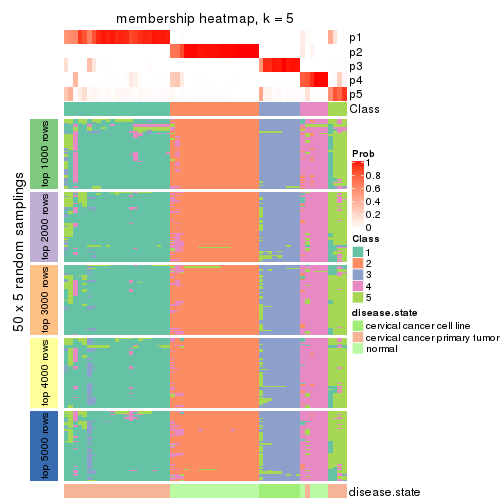 membership heatmap, k = 5
p1
p2
p3
p4
p5
Class
50 x 5 random samplings
top 1000 rows
top 2000 rows
top 3000 rows
top 4000 rows
top 5000 rows
Prob
1
0.8
0.6
0.4
0.2
0
Class
1
2
3
4
5
disease.state
cervical cancer cell line
cervical cancer primary tumor
normal
disease.state